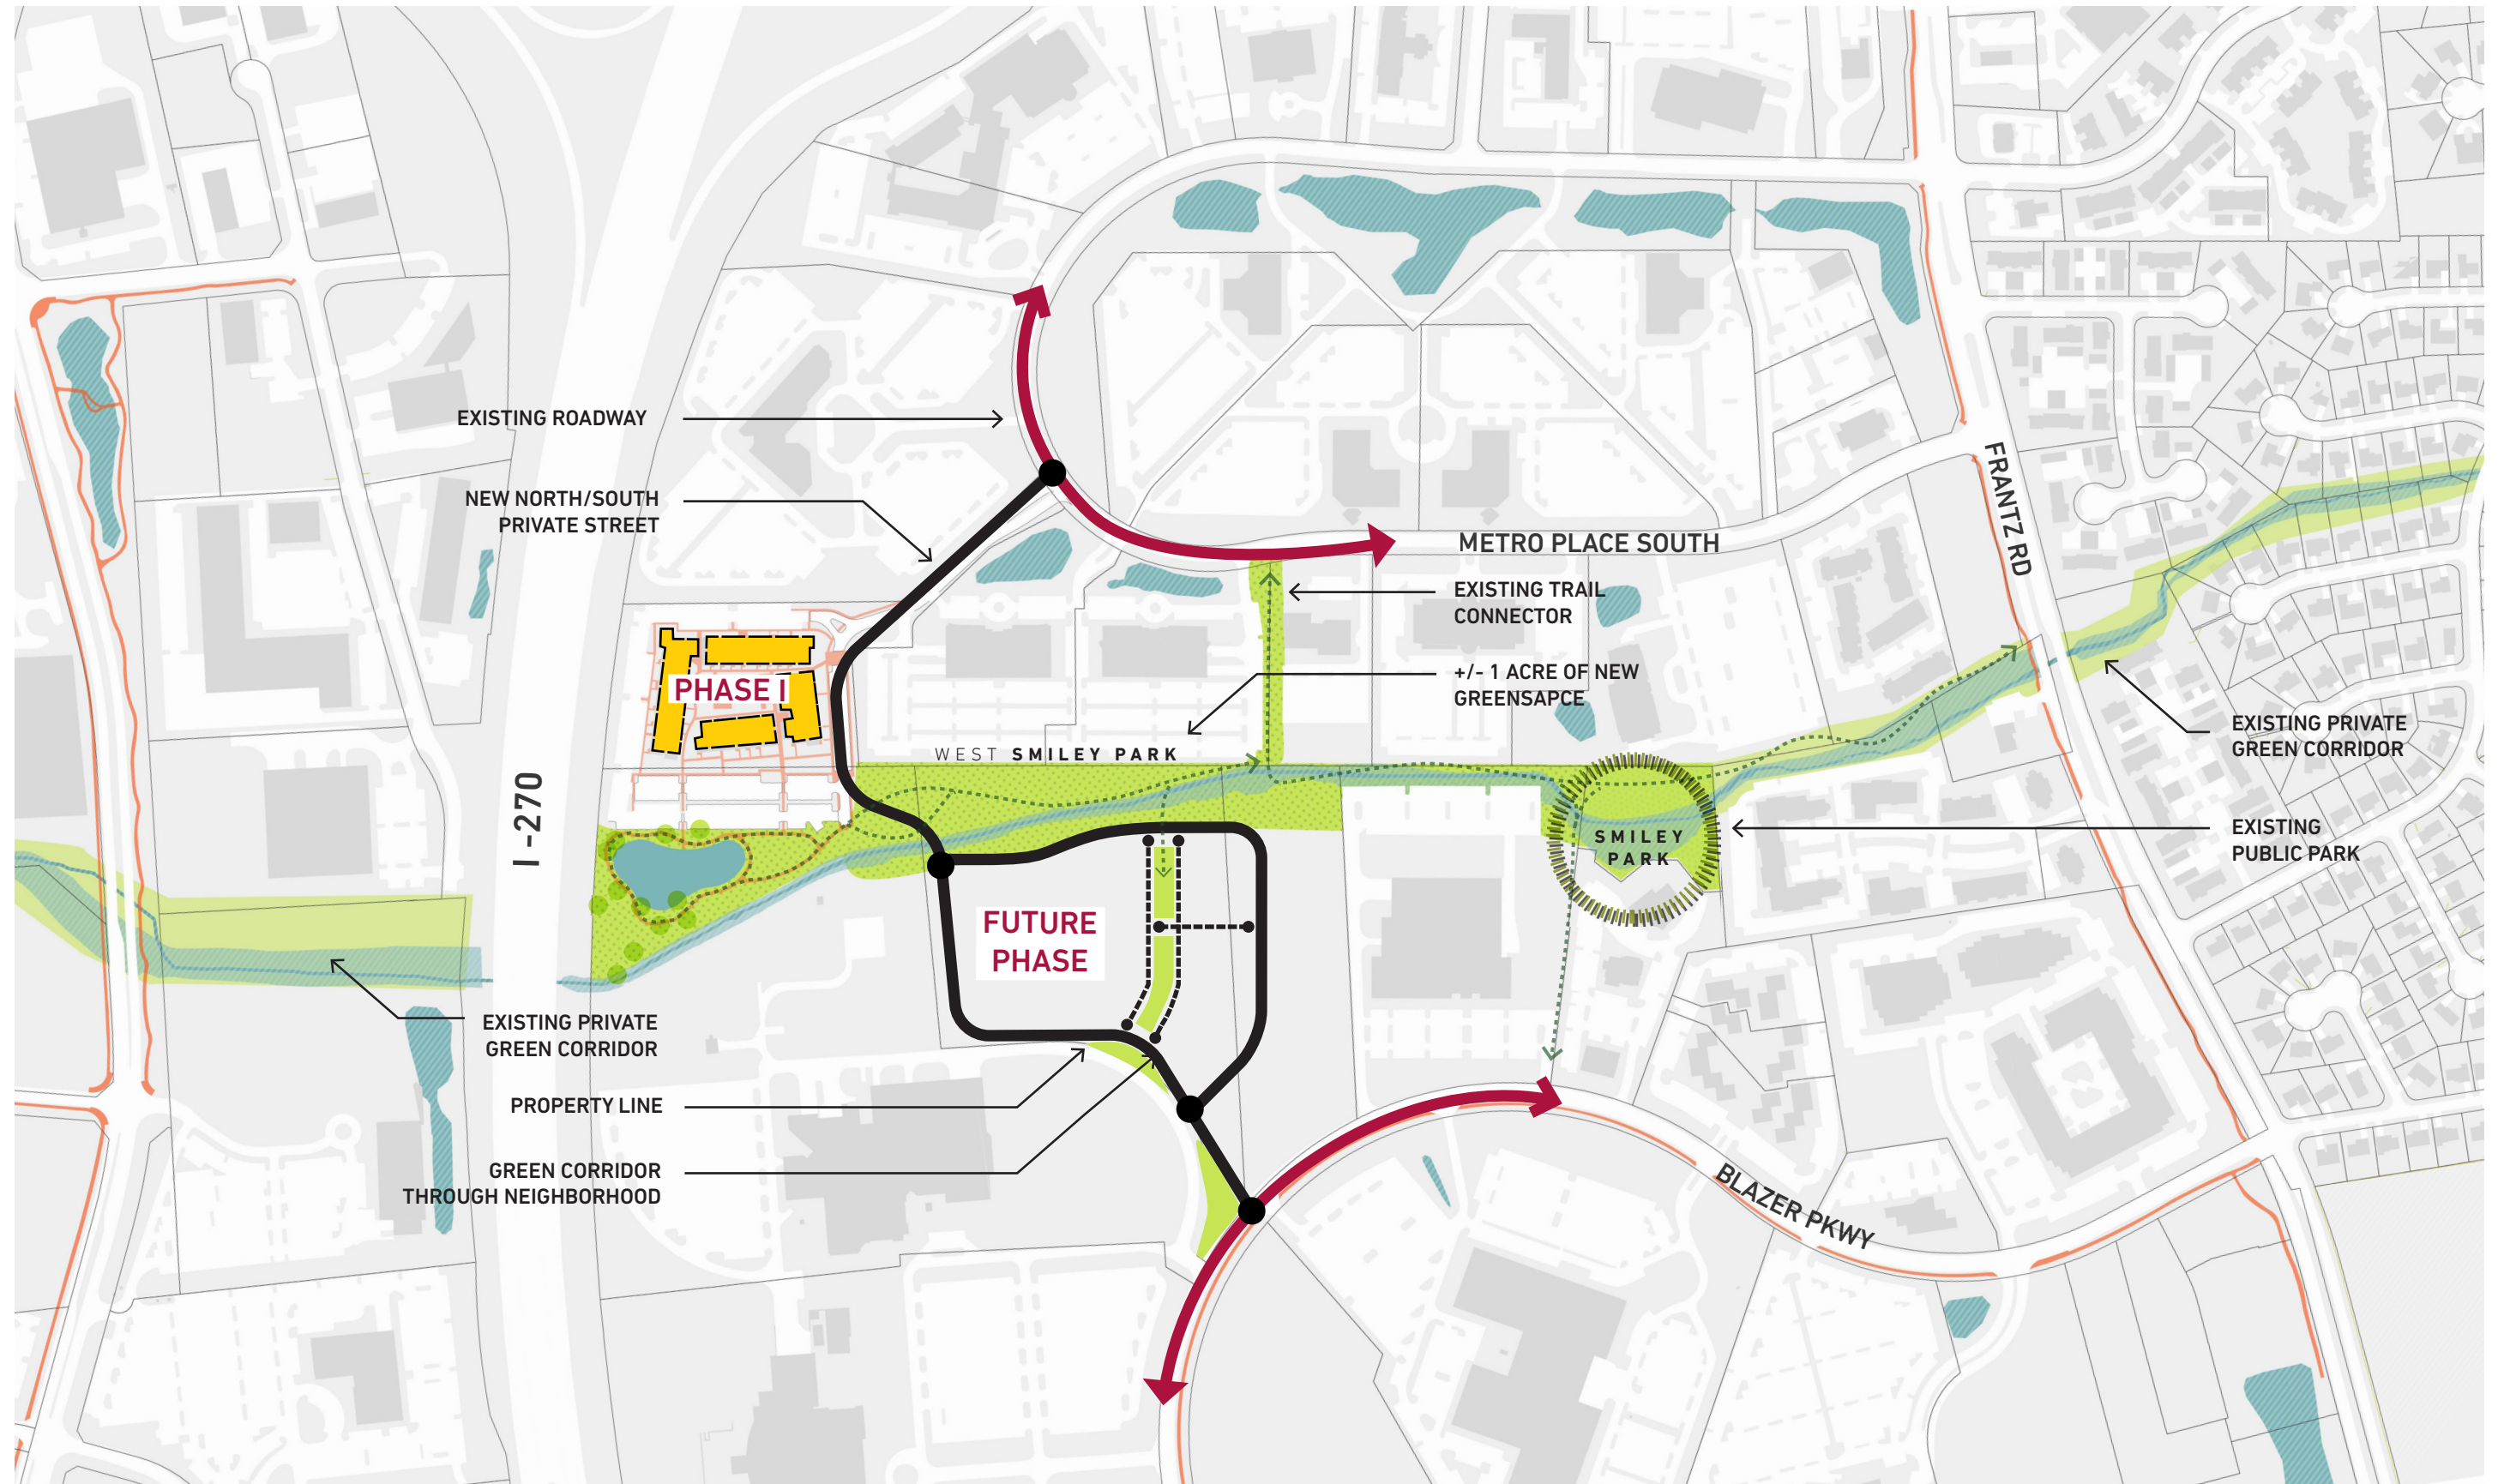 EXISTING ROADWAY
NEW NORTH/SOUTH
PRIVATE STREET
FRANTZ RD
METRO PLACE SOUTH
EXISTING TRAIL
CONNECTOR
+/- 1 ACRE OF NEW
GREENSAPCE
PHASE I
WEST SMILEY PARK
EXISTING PRIVATE
GREEN CORRIDOR
I-270
SMILEY
PARK
EXISTING
PUBLIC PARK
FUTURE
PHASE
EXISTING PRIVATE
GREEN CORRIDOR
PROPERTY LINE
GREEN CORRIDOR
THROUGH NEIGHBORHOOD
BLAZER PKWY